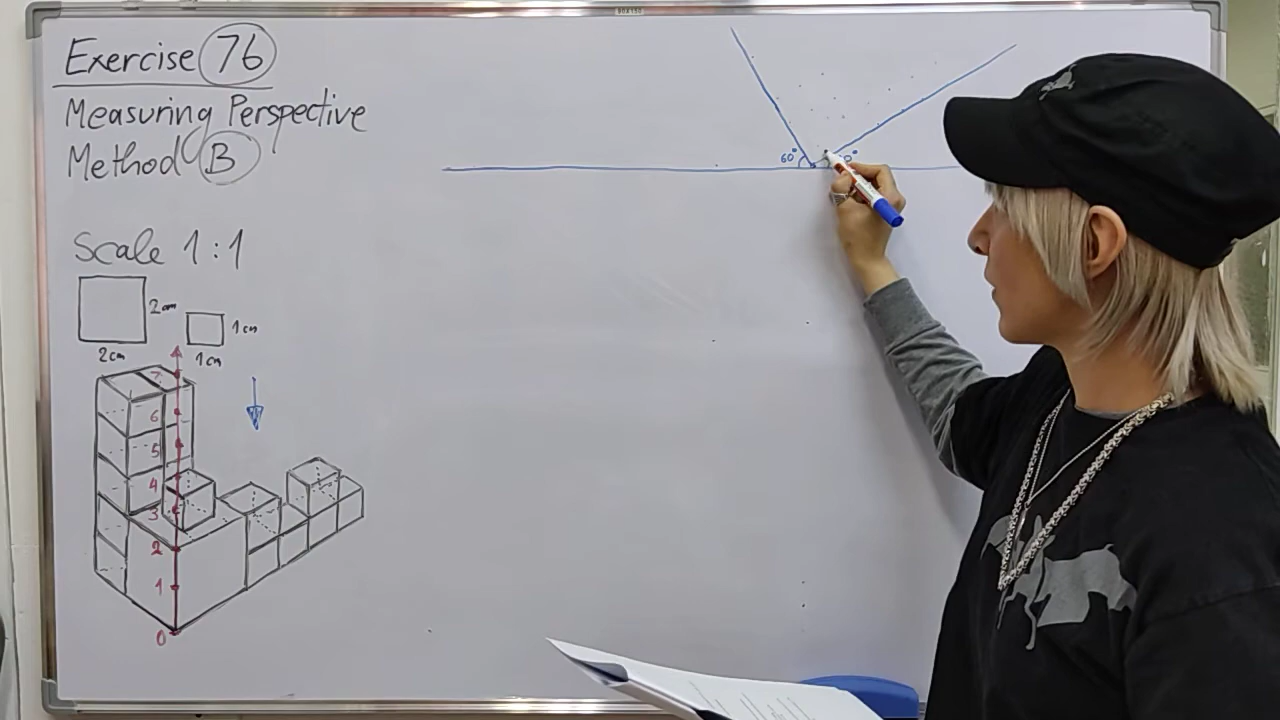 90X150
Exercise 76
Measuring Perspective
Method B
Scale 1:1
2cm
1cm
2cm
1cm
7
6
5
4
3
2
1
0
60°